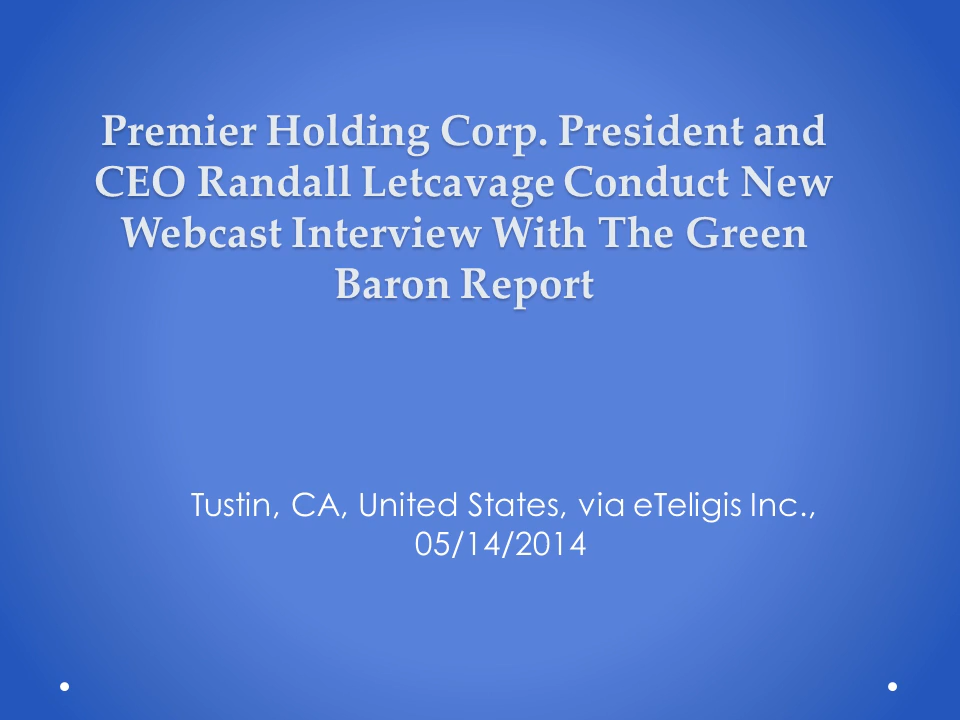 Premier Holding Corp. President and
CEO Randall Letcavage Conduct New
Webcast Interview With The Green
Baron Report
Tustin, CA, United States, via eTeligis Inc.,
05/14/2014